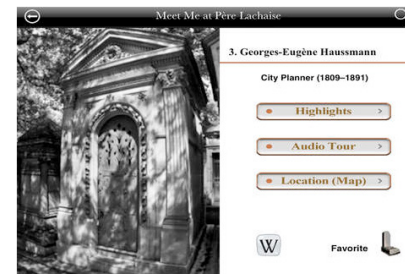 Meet Me at Père Lachaise
3. Georges-Eugène Haussmann
City Planner (1809–1891)
Highlights >
Audio Tour >
Location (Map) >
W
Favorite